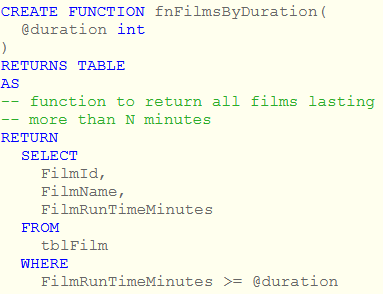 CREATE FUNCTION fnFilmsByDuration(
@duration int
)
RETURNS TABLE
AS
-- function to return all films lasting
-- more than N minutes
RETURN
SELECT
FilmId,
FilmName,
FilmRunTimeMinutes
FROM
tblFilm
WHERE
FilmRunTimeMinutes >= @duration